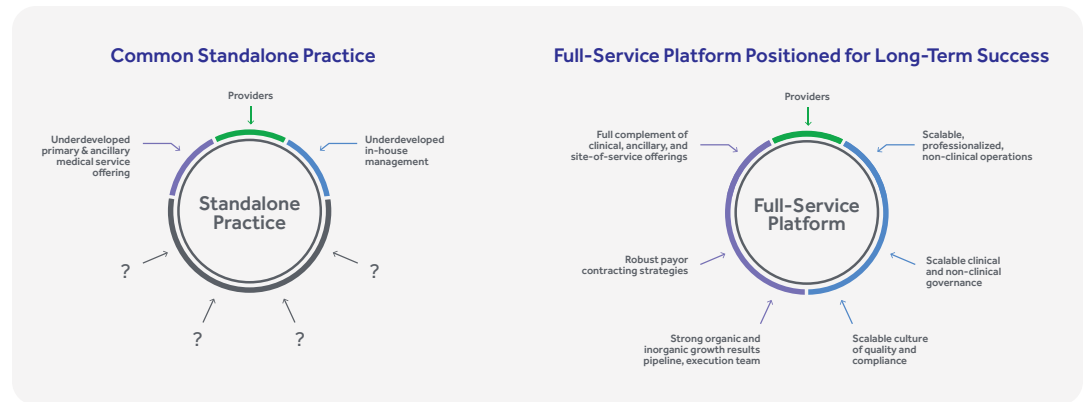 Common Standalone Practice
Providers
Underdeveloped
primary & ancillary
medical service
offering
Underdeveloped
in-house
management
Standalone
Practice
?
?
?
?
Full-Service Platform Positioned for Long-Term Success
Providers
Full complement of
clinical, ancillary, and
site-of-service offerings
Scalable,
professionalized,
non-clinical operations
Full-Service
Platform
Robust payor
contracting strategies
Scalable clinical
and non-clinical
governance
Strong organic and
inorganic growth results
pipeline, execution team
Scalable culture
of quality and
compliance